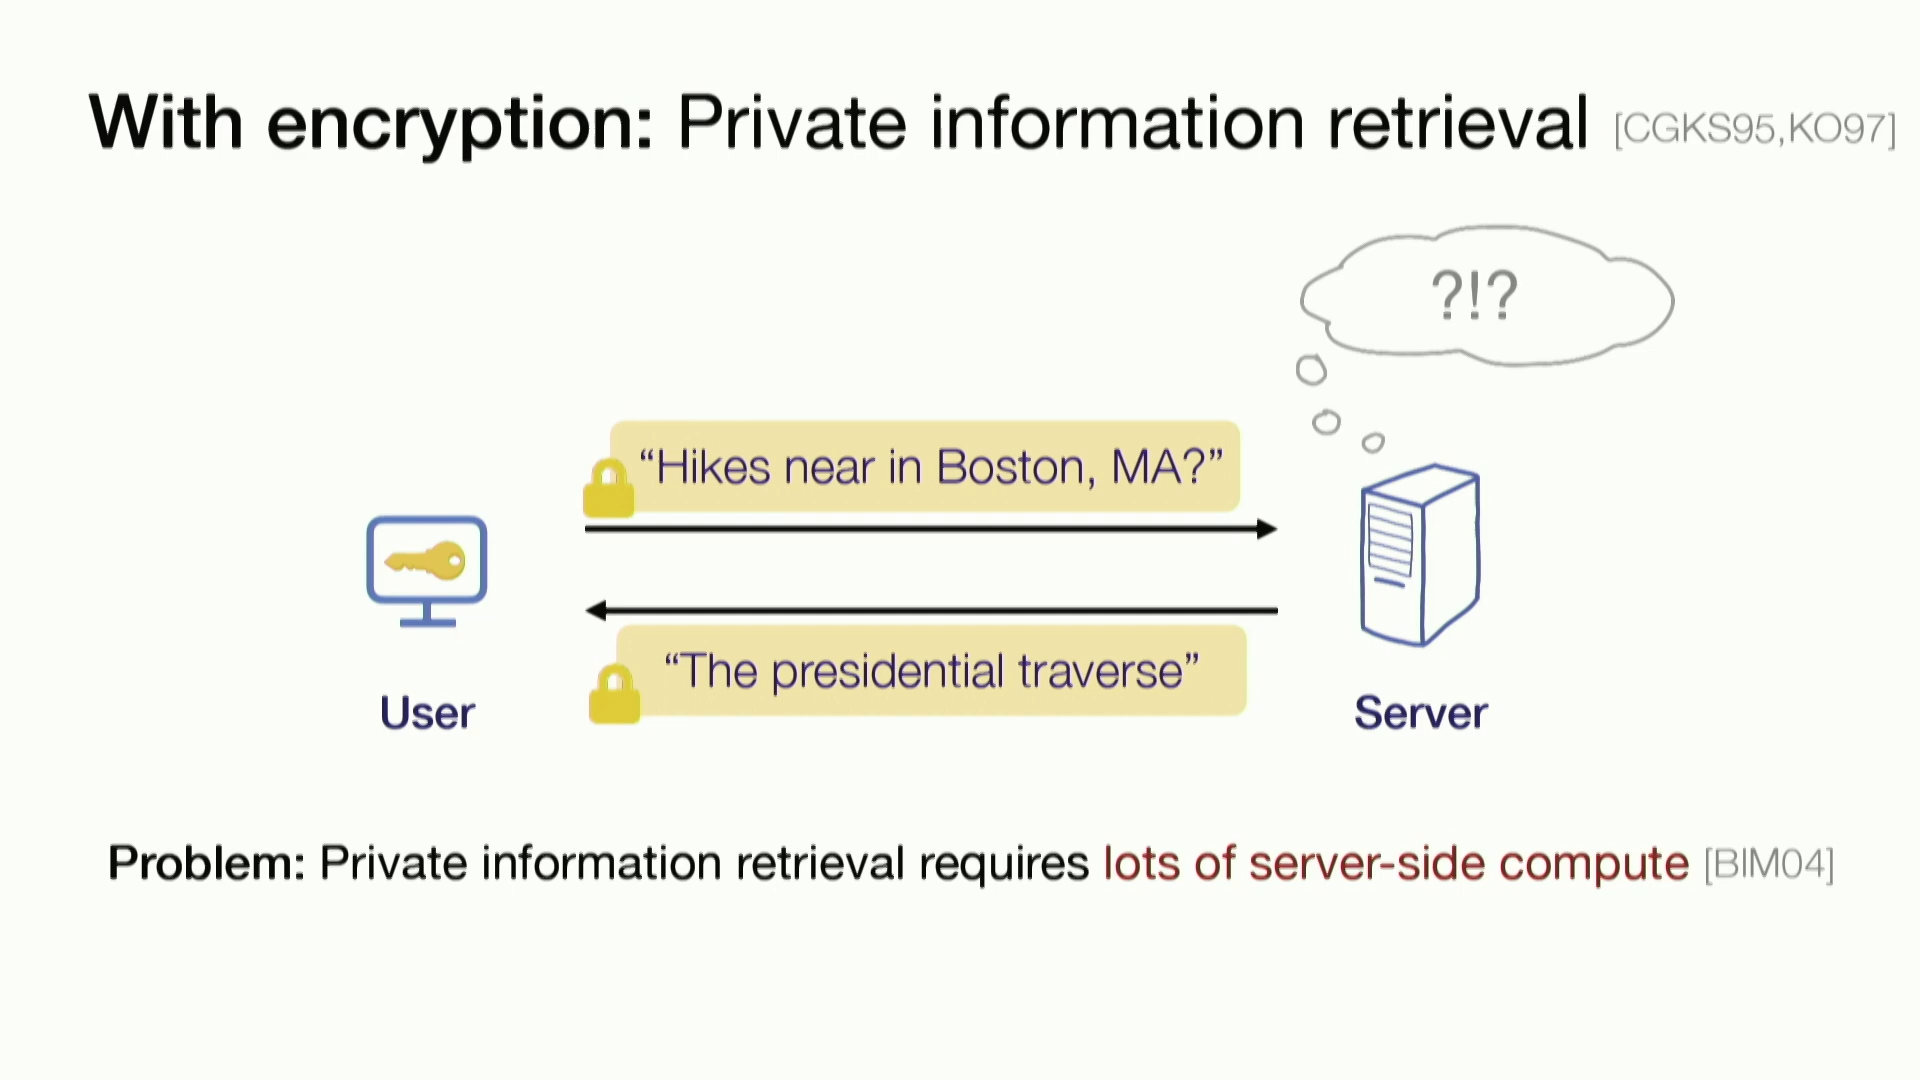 With encryption: Private information retrieval [CGKS95,KO97]
?!?
“Hikes near in Boston, MA?”
“The presidential traverse”
User
Server
Problem: Private information retrieval requires lots of server-side compute [BIM04]